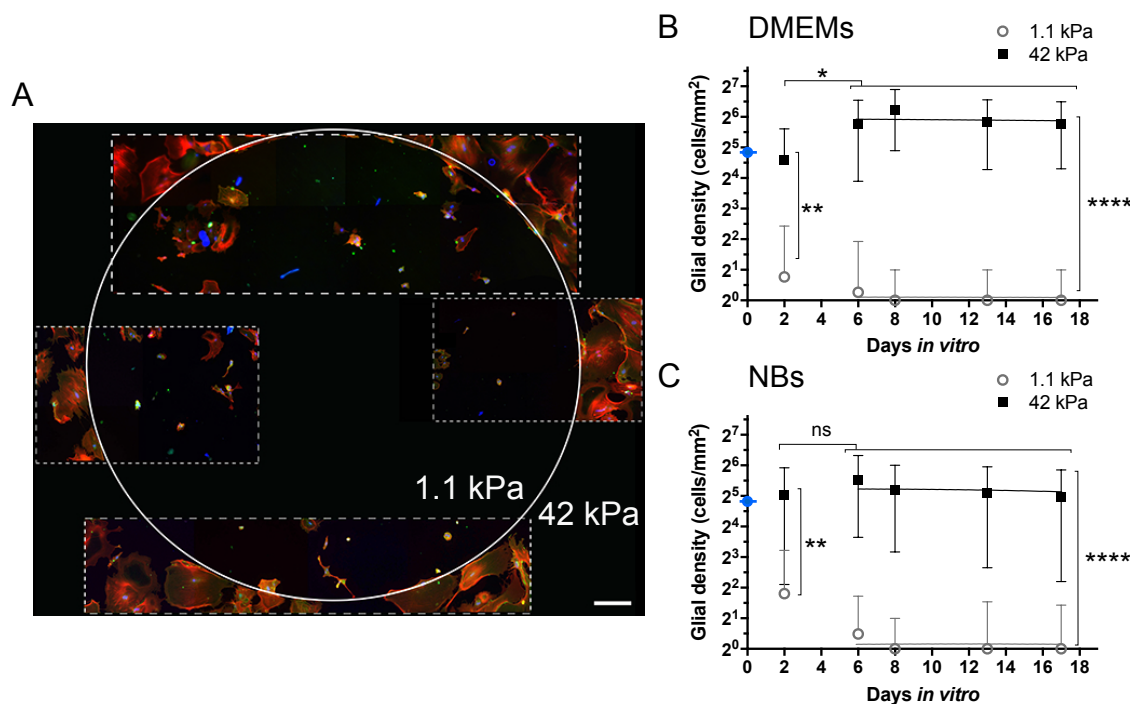 A
1.1 kPa
42 kPa
B DMEMs
1.1 kPa
42 kPa
Glial density (cells/mm²)
2⁷
2⁶
2⁵
2⁴
2³
2²
2¹
2⁰
*
**
****
0 2 4 6 8 10 12 14 16 18
Days in vitro
C NBs
1.1 kPa
42 kPa
Glial density (cells/mm²)
2⁷
2⁶
2⁵
2⁴
2³
2²
2¹
2⁰
ns
**
****
0 2 4 6 8 10 12 14 16 18
Days in vitro